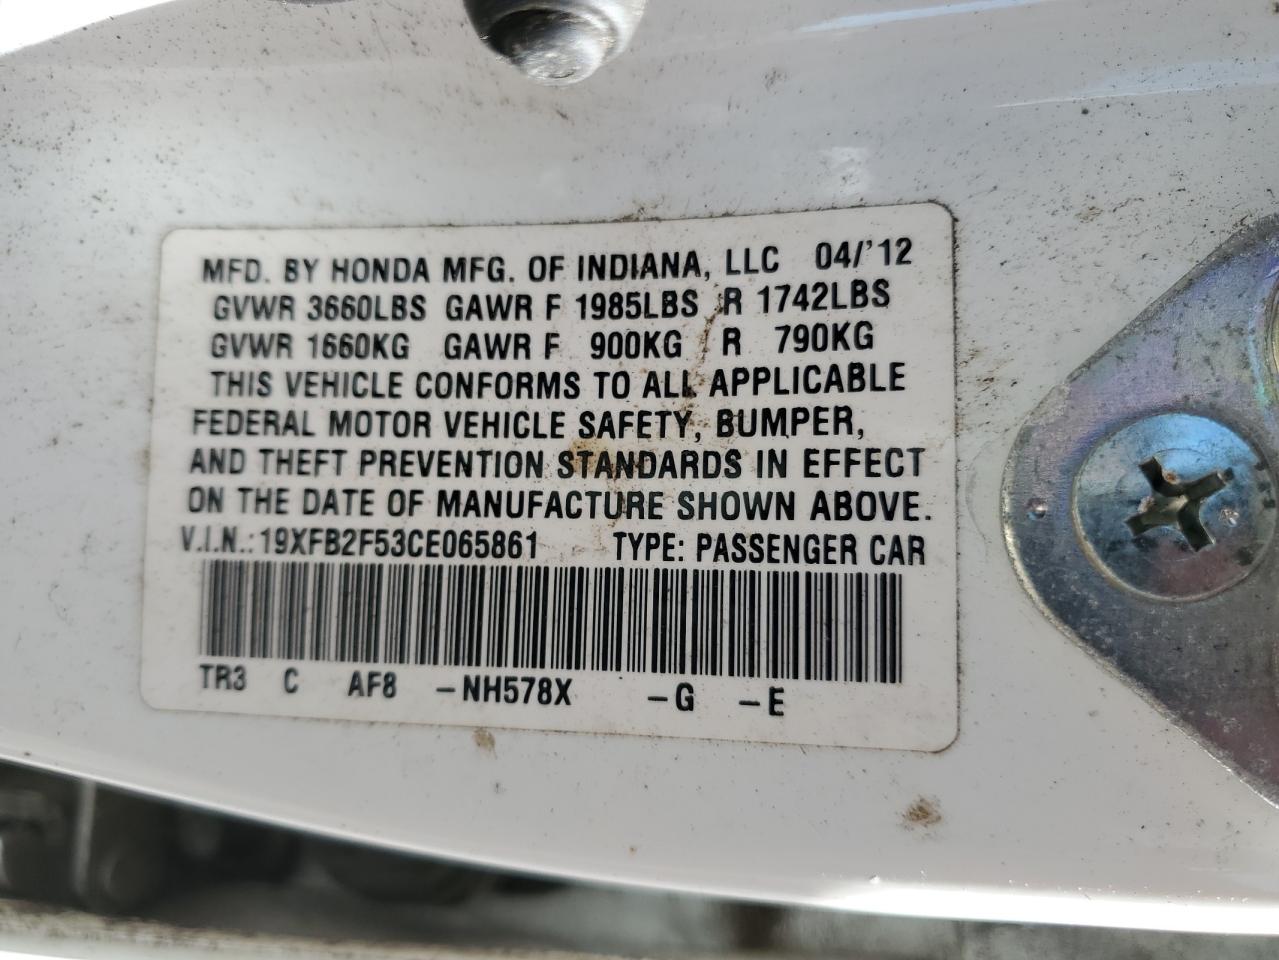 MFD. BY HONDA MFG. OF INDIANA, LLC 04/'12
GVWR 3660LBS GAWR F 1985LBS R 1742LBS
GVWR 1660KG GAWR F 900KG R 790KG
THIS VEHICLE CONFORMS TO ALL APPLICABLE
FEDERAL MOTOR VEHICLE SAFETY, BUMPER,
AND THEFT PREVENTION STANDARDS IN EFFECT
ON THE DATE OF MANUFACTURE SHOWN ABOVE.
V.I.N.:19XFB2F53CE065861 TYPE: PASSENGER CAR
TR3 C AF8 -NH578X -G -E